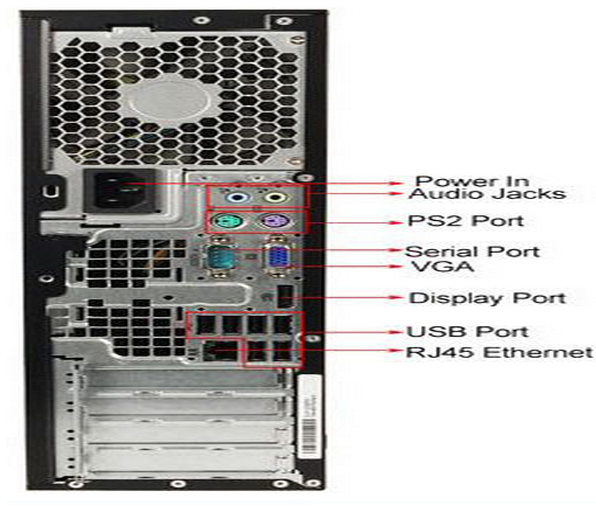 Power In
Audio Jacks
PS2 Port
Serial Port
VGA
Display Port
USB Port
RJ45 Ethernet